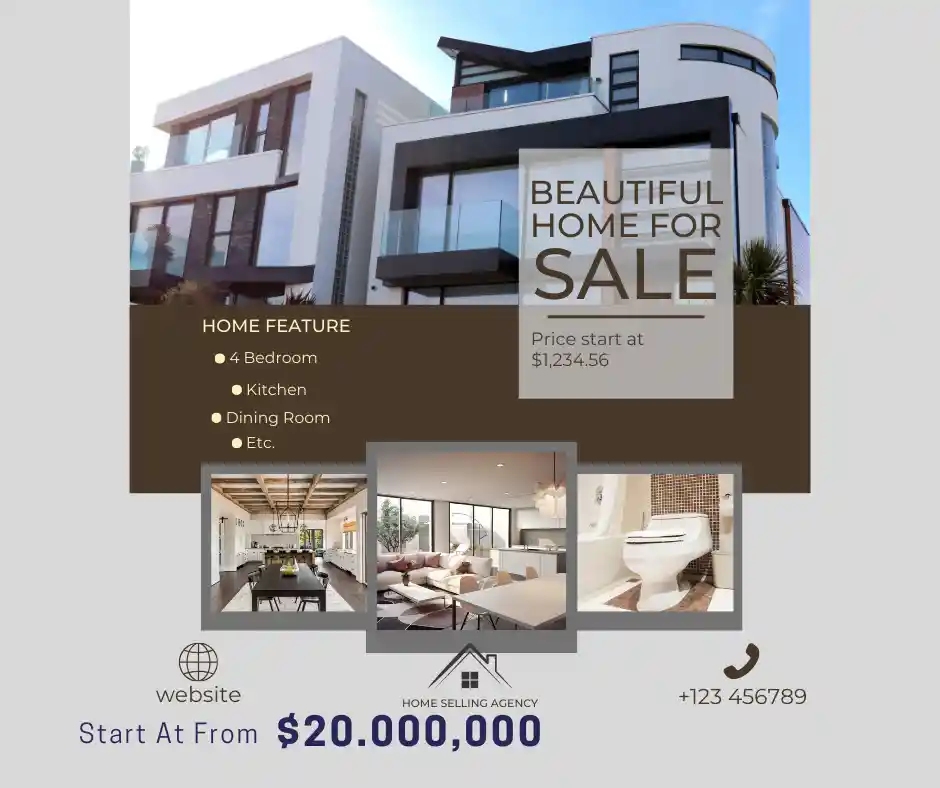 BEAUTIFUL
HOME FOR
SALE
Price start at
$1,234.56
HOME FEATURE
4 Bedroom
Kitchen
Dining Room
Etc.
website
HOME SELLING AGENCY
+123 456789
Start At From $20.000,000